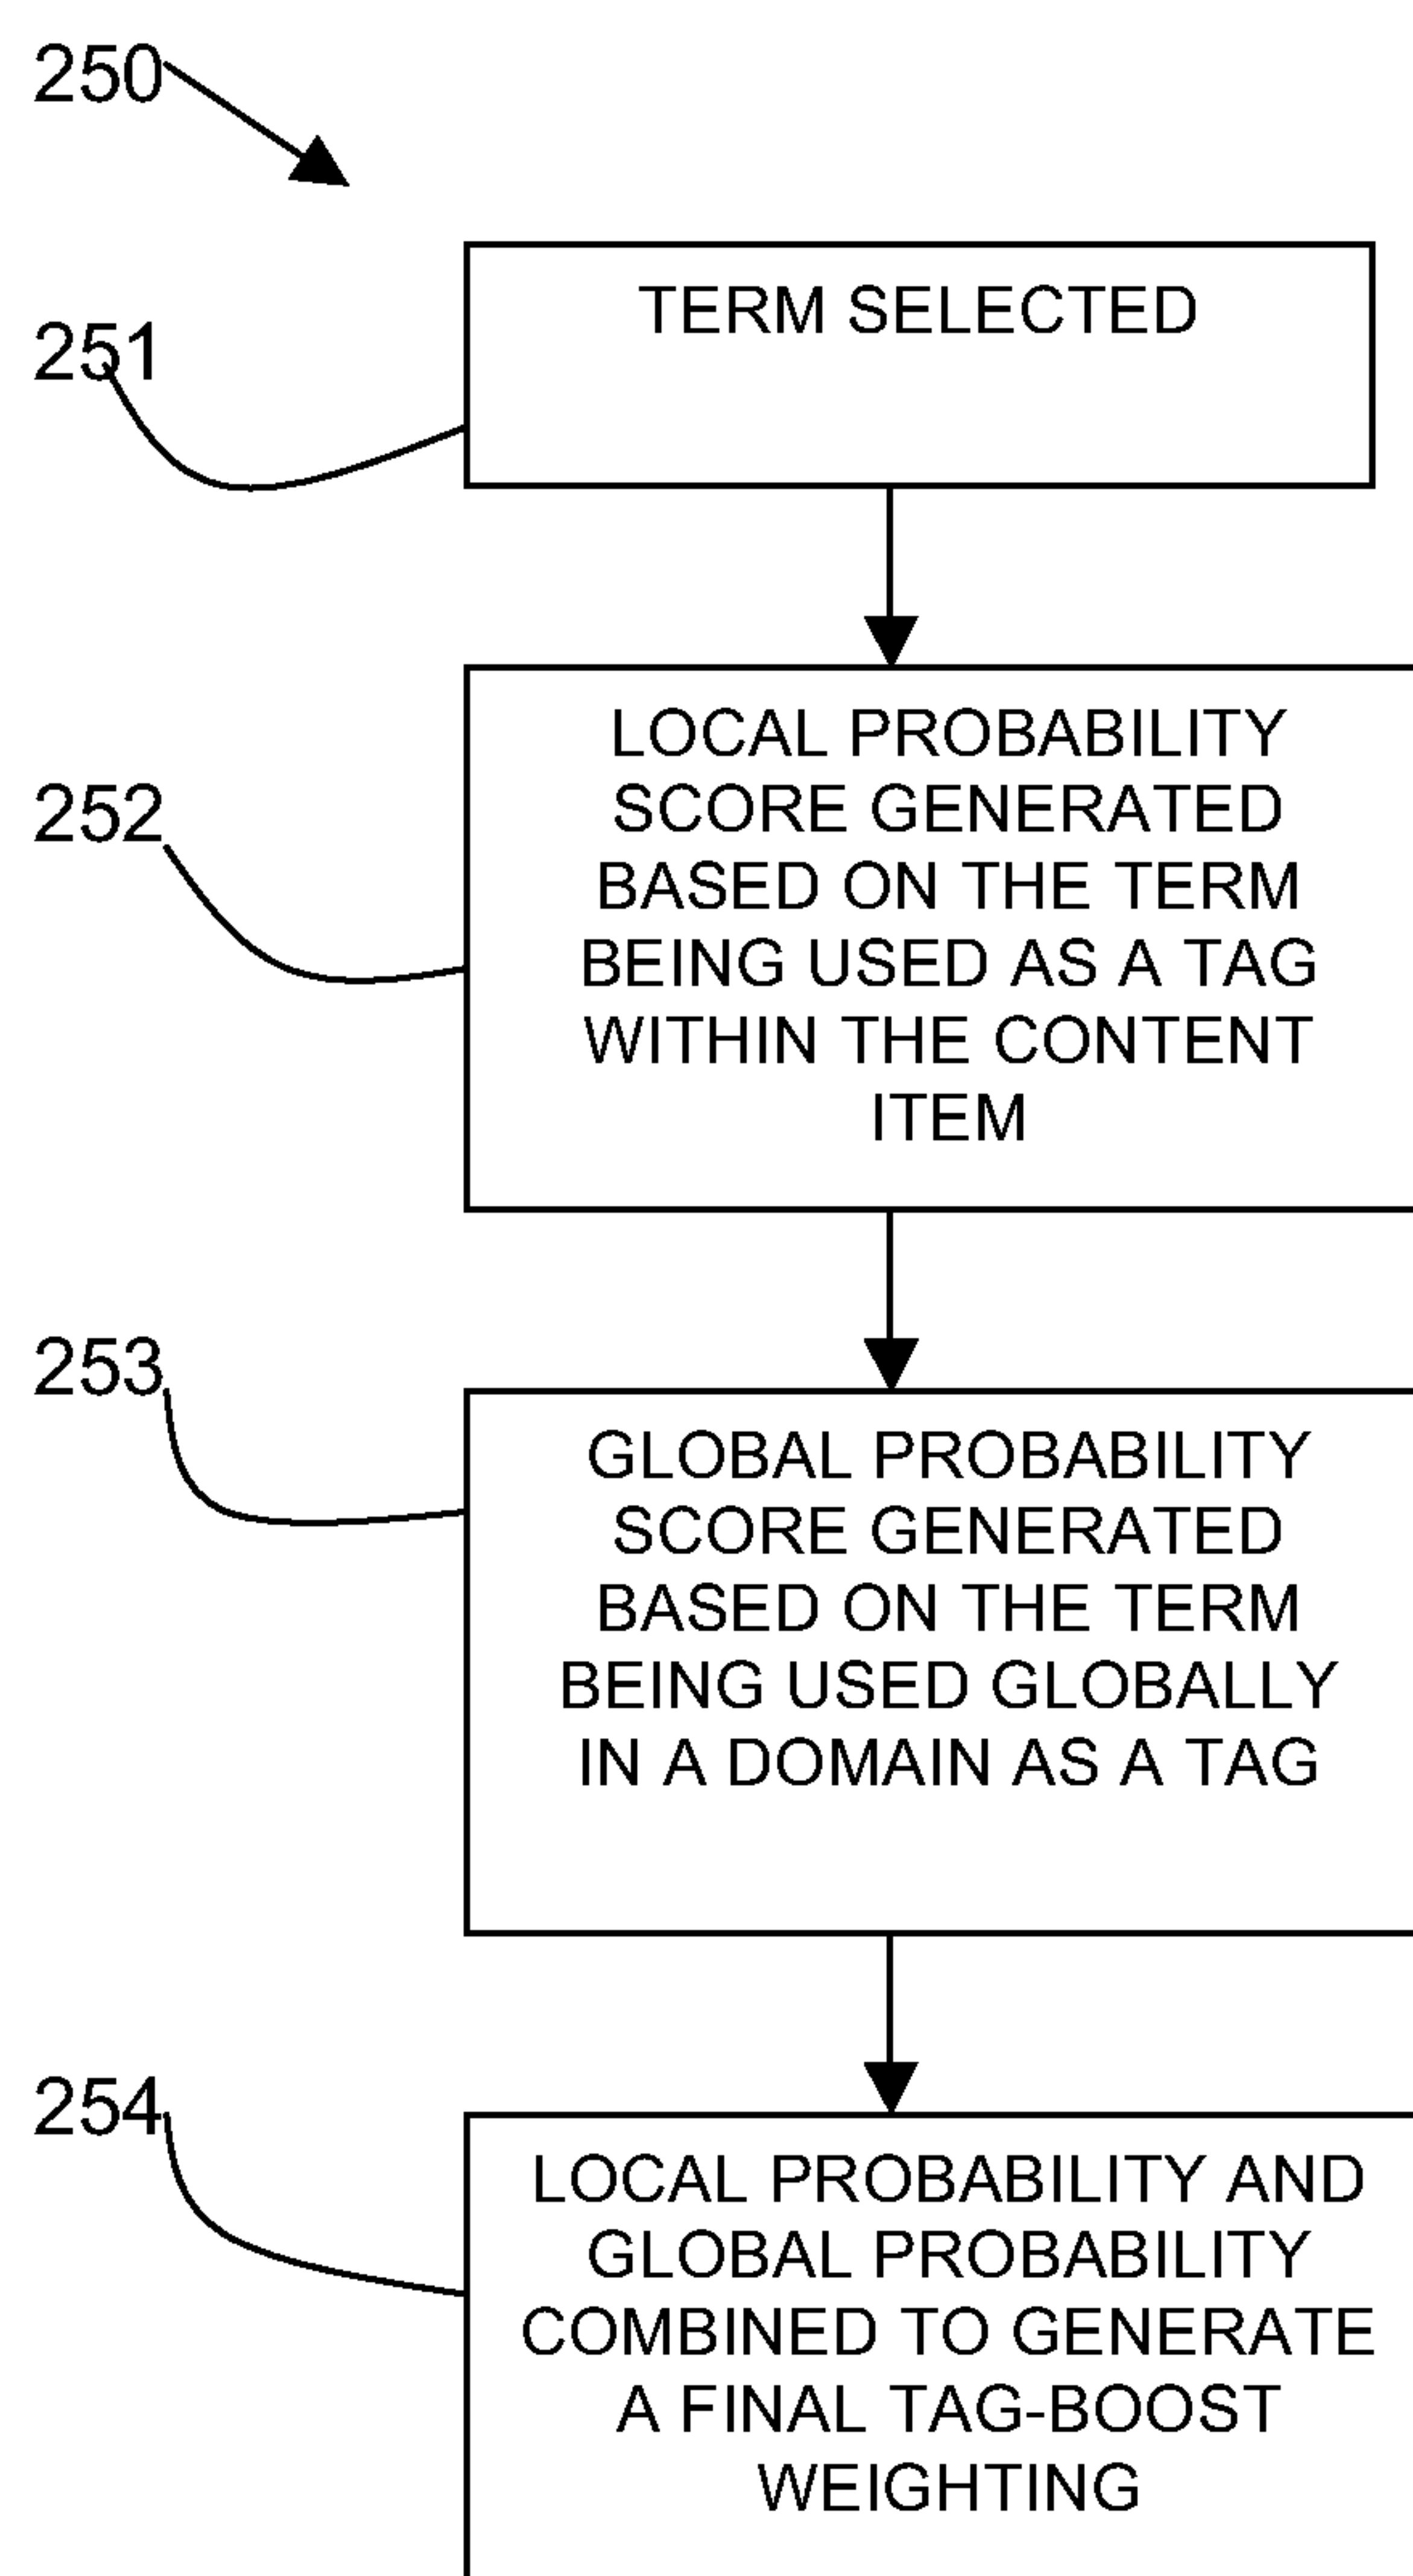 250
251
TERM SELECTED
252
LOCAL PROBABILITY
SCORE GENERATED
BASED ON THE TERM
BEING USED AS A TAG
WITHIN THE CONTENT
ITEM
253
GLOBAL PROBABILITY
SCORE GENERATED
BASED ON THE TERM
BEING USED GLOBALLY
IN A DOMAIN AS A TAG
254
LOCAL PROBABILITY AND
GLOBAL PROBABILITY
COMBINED TO GENERATE
A FINAL TAG-BOOST
WEIGHTING